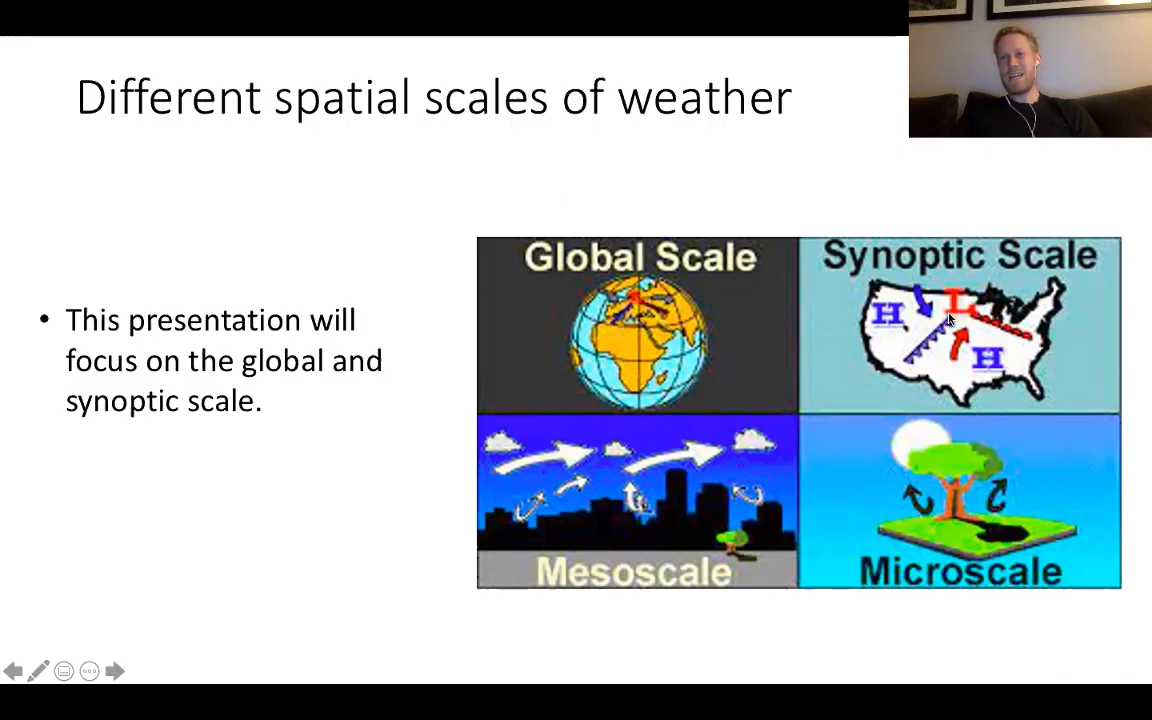 Different spatial scales of weather
• This presentation will
focus on the global and
synoptic scale.
Global Scale
Synoptic Scale
H
L
H
Mesoscale
Microscale